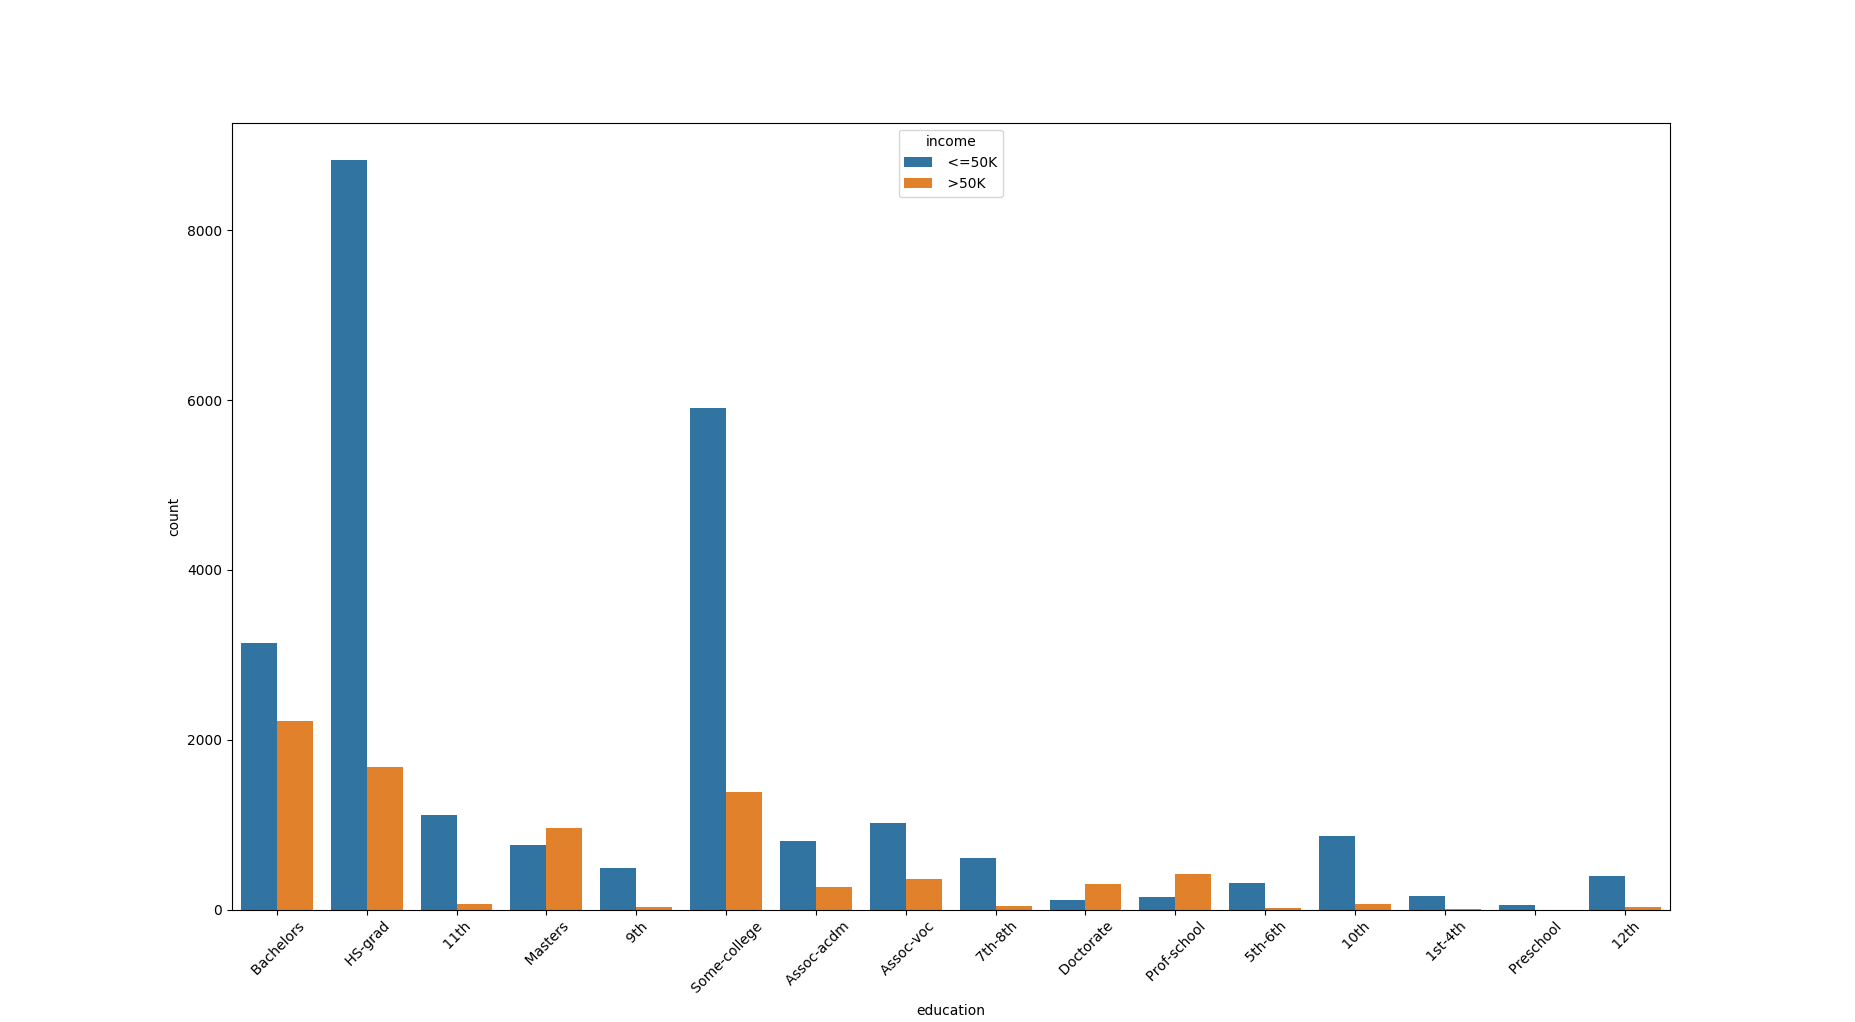 income
<=50K
>50K
8000
6000
4000
2000
0
count
Bachelors
HS-grad
11th
Masters
9th
Some-college
Assoc-acdm
Assoc-voc
7th-8th
Doctorate
Prof-school
5th-6th
10th
1st-4th
Preschool
12th
education